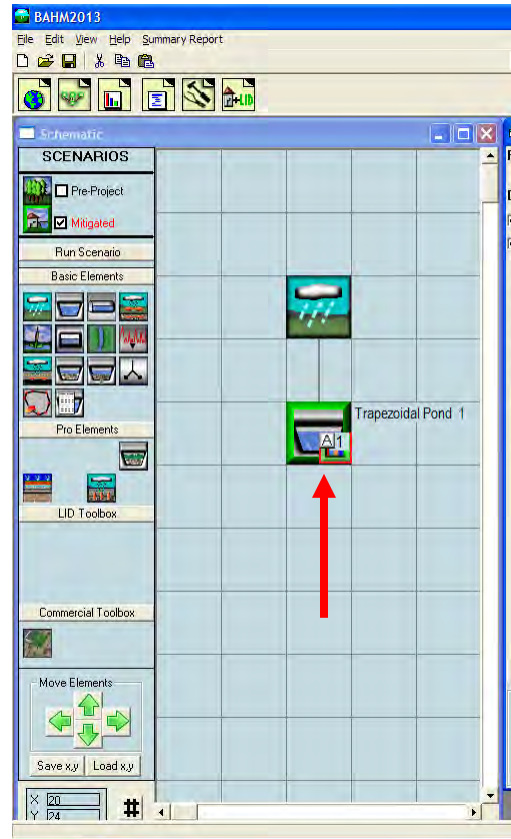 BAHM2013
File Edit View Help Summary Report
+LID
Schematic
SCENARIOS
Pre-Project
Mitigated
Run Scenario
Basic Elements
Pro Elements
LID Toolbox
Commercial Toolbox
Move Elements
Save x,y Load x,y
X 20
Y 24
#
Trapezoidal Pond 1
A 1